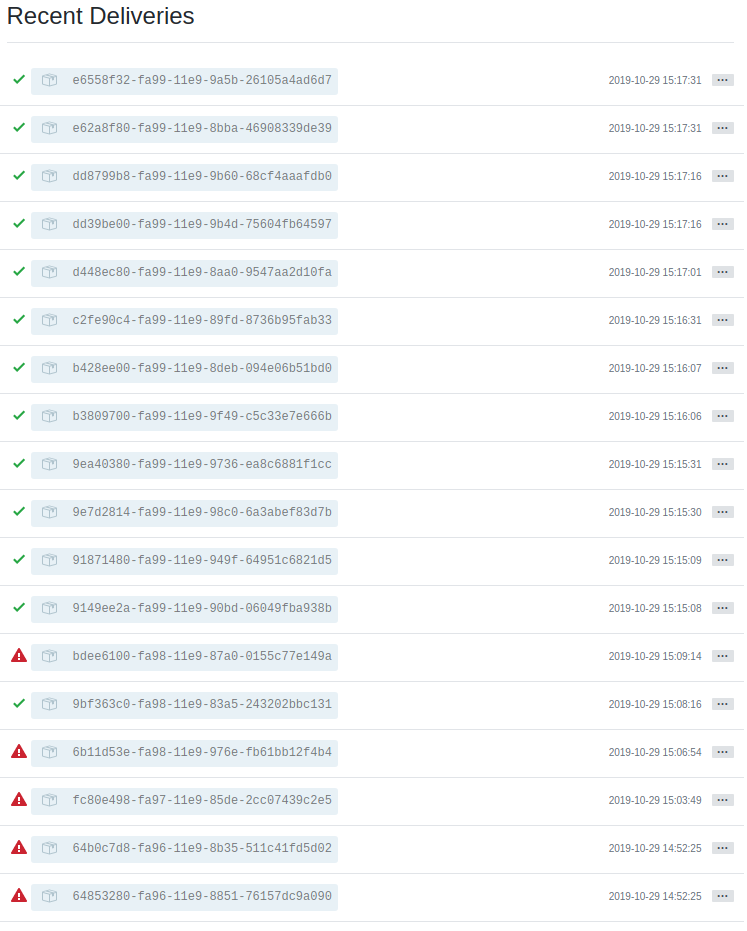 Recent Deliveries
e6558f32-fa99-11e9-9a5b-26105a4ad6d7 2019-10-29 15:17:31 ...
e62a8f80-fa99-11e9-8bba-46908339de39 2019-10-29 15:17:31 ...
dd8799b8-fa99-11e9-9b60-68cf4aaafdb0 2019-10-29 15:17:16 ...
dd39be00-fa99-11e9-9b4d-75604fb64597 2019-10-29 15:17:16 ...
d448ec80-fa99-11e9-8aa0-9547aa2d10fa 2019-10-29 15:17:01 ...
c2fe90c4-fa99-11e9-89fd-8736b95fab33 2019-10-29 15:16:31 ...
b428ee00-fa99-11e9-8deb-094e06b51bd0 2019-10-29 15:16:07 ...
b3809700-fa99-11e9-9f49-c5c33e7e666b 2019-10-29 15:16:06 ...
9ea40380-fa99-11e9-9736-ea8c6881f1cc 2019-10-29 15:15:31 ...
9e7d2814-fa99-11e9-98c0-6a3abef83d7b 2019-10-29 15:15:30 ...
91871480-fa99-11e9-949f-64951c6821d5 2019-10-29 15:15:09 ...
9149ee2a-fa99-11e9-90bd-06049fba938b 2019-10-29 15:15:08 ...
bdee6100-fa98-11e9-87a0-0155c77e149a 2019-10-29 15:09:14 ...
9bf363c0-fa98-11e9-83a5-243202bbc131 2019-10-29 15:08:16 ...
6b11d53e-fa98-11e9-976e-fb61bb12f4b4 2019-10-29 15:06:54 ...
fc80e498-fa97-11e9-85de-2cc07439c2e5 2019-10-29 15:03:49 ...
64b0c7d8-fa96-11e9-8b35-511c41fd5d02 2019-10-29 14:52:25 ...
64853280-fa96-11e9-8851-76157dc9a090 2019-10-29 14:52:25 ...